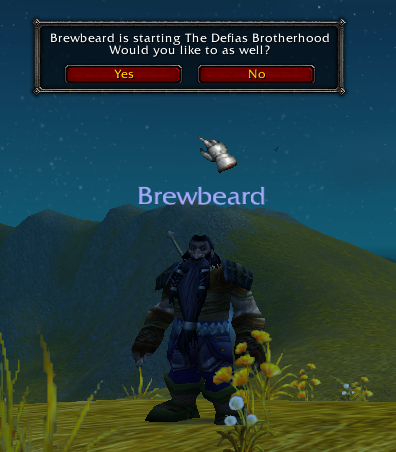 Brewbeard is starting The Defias Brotherhood
Would you like to as well?
Yes
No
Brewbeard